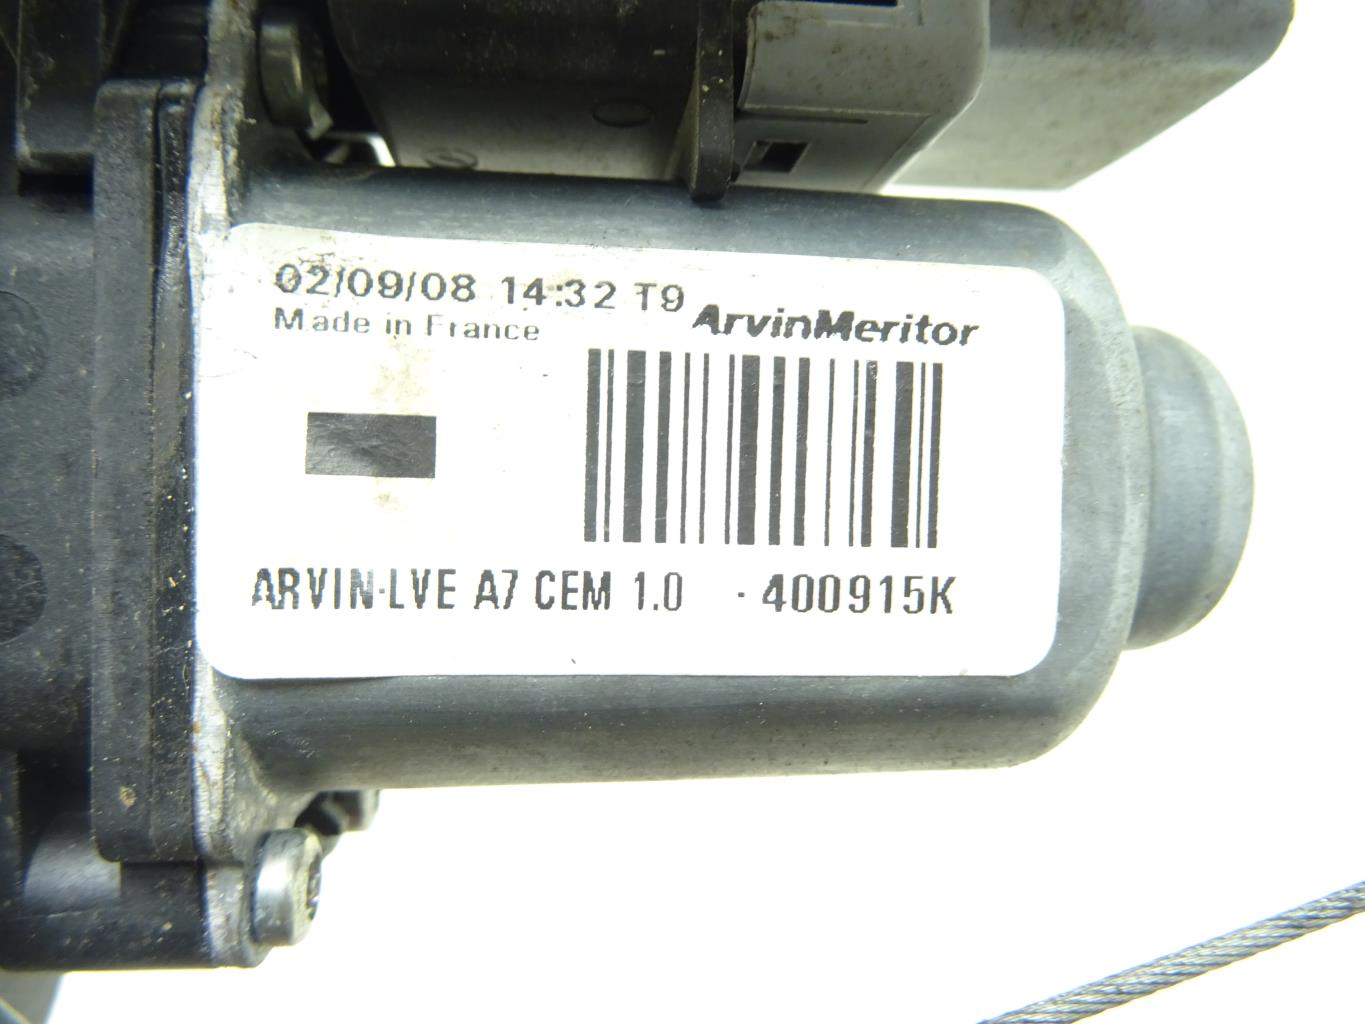 02/09/08 14:32 T9
Made in France
ArvinMeritor
ARVIN-LVE A7 CEM 1.0 - 400915K